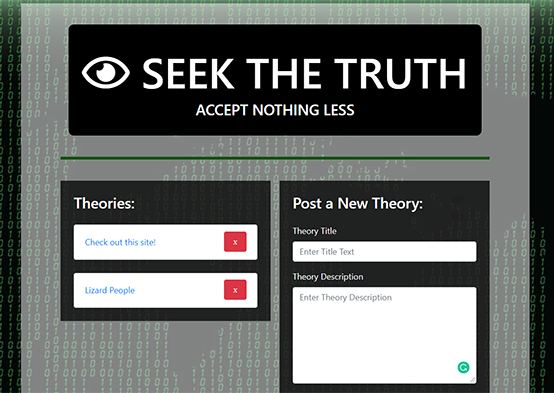 SEEK THE TRUTH
ACCEPT NOTHING LESS
Theories:
Check out this site!
x
Lizard People
x
Post a New Theory:
Theory Title
Enter Title Text
Theory Description
Enter Theory Description